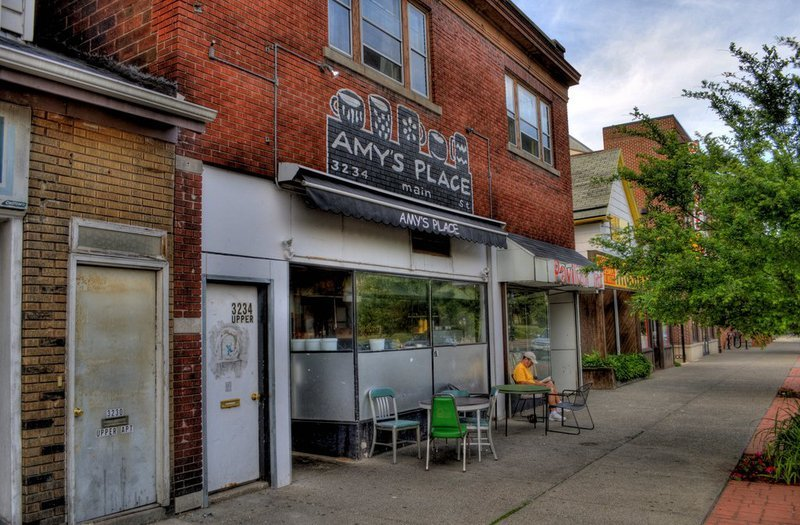 AMY'S PLACE
3234 main St
AMY'S PLACE
3234
UPPER
3230
UPPER APT